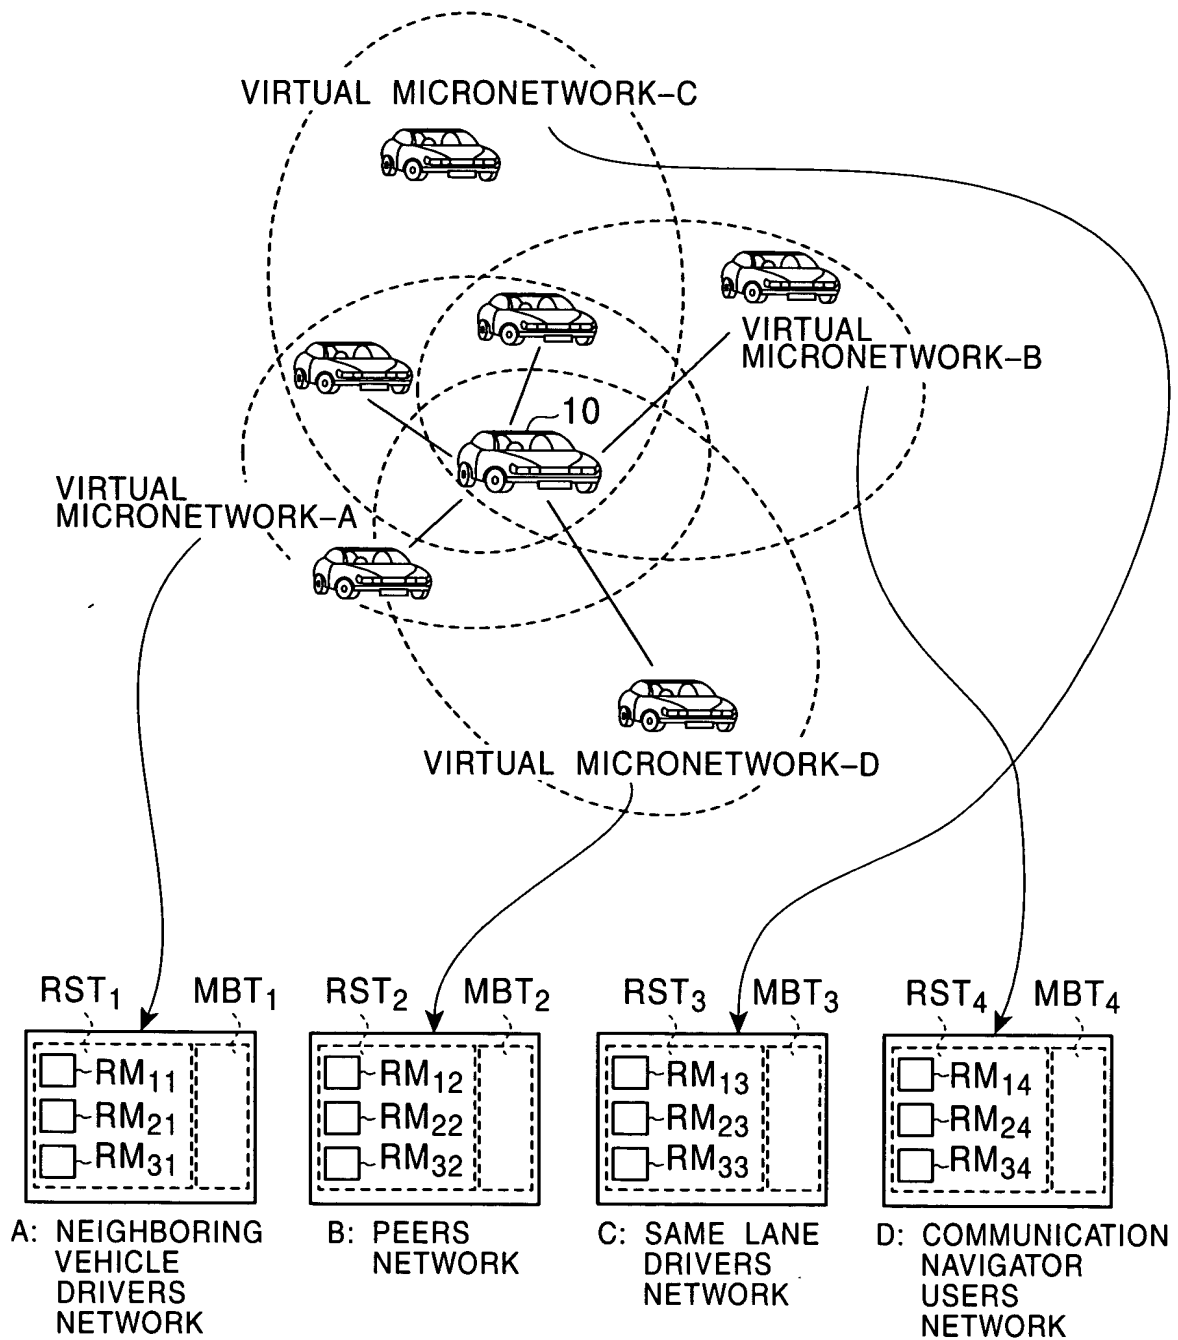 VIRTUAL MICRONETWORK-C
VIRTUAL
MICRONETWORK-B
10
VIRTUAL
MICRONETWORK-A
VIRTUAL MICRONETWORK-D
RST1 MBT1 RST2 MBT2 RST3 MBT3 RST4 MBT4
RM11 RM12 RM13 RM14
RM21 RM22 RM23 RM24
RM31 RM32 RM33 RM34
A: NEIGHBORING
VEHICLE
DRIVERS
NETWORK
B: PEERS
NETWORK
C: SAME LANE
DRIVERS
NETWORK
D: COMMUNICATION
NAVIGATOR
USERS
NETWORK